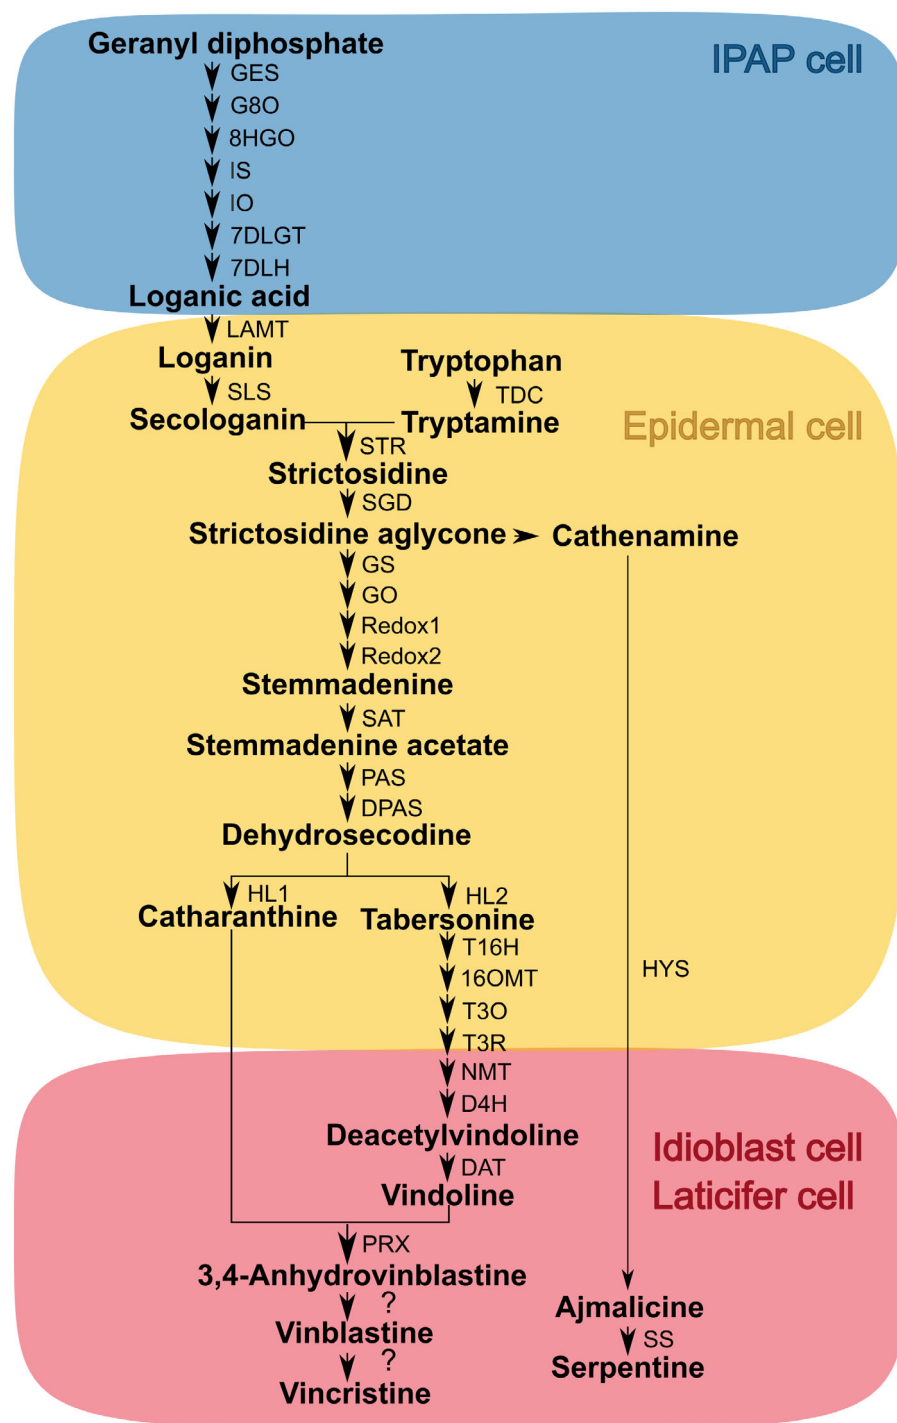 Geranyl diphosphate
IPAP cell
GES
G8O
8HGO
IS
IO
7DLGT
7DLH
Loganic acid
LAMT
Loganin
Tryptophan
SLS
TDC
Secologanin
Tryptamine
Epidermal cell
STR
Strictosidine
SGD
Strictosidine aglycone
Cathenamine
GS
GO
Redox1
Redox2
Stemmadenine
SAT
Stemmadenine acetate
PAS
DPAS
Dehydrosecodine
HL1
HL2
Catharanthine
Tabersonine
T16H
HYS
16OMT
T3O
T3R
NMT
D4H
Deacetylvindoline
Idioblast cell
Laticifer cell
DAT
Vindoline
PRX
3,4-Anhydrovinblastine
?
Ajmalicine
Vinblastine
SS
?
Serpentine
Vincristine